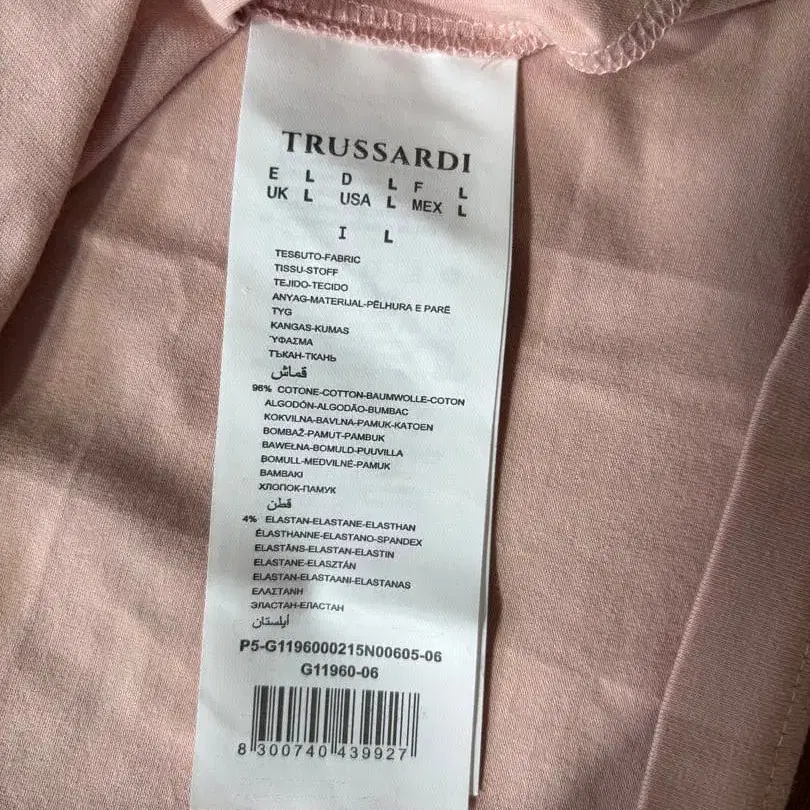 TRUSSARDI
E L D L F L
UK L USA L MEX L
I L
TESSUTO-FABRIC
TISSU-STOFF
TEJIDO-TECIDO
ANYAG-MATERIJAL-PËLHURA E PARË
TYG
KANGAS-KUMAS
ΎΦΑΣΜΑ
ТЪКАН-ТКАНЬ
قماش
96% COTONE-COTTON-BAUMWOLLE-COTON
ALGODÓN-ALGODÃO-BUMBAC
KOKVILNA-BAVLNA-PAMUK-KATOEN
BOMBAŽ-PAMUT-PAMBUK
BAWEŁNA-BOMULD-PUUVILLA
BOMULL-MEDVILNÉ-PAMUK
BAMBAKI
ХЛОПОК-ПАМУК
قطن
4% ELASTAN-ELASTANE-ELASTHAN
ÉLASTHANNE-ELASTANO-SPANDEX
ELASTĀNS-ELASTAN-ELASTIN
ELASTANE-ELASZTÁN
ELASTAN-ELASTAANI-ELASTANAS
ΕΛΑΣΤΑΝΗ
ЭЛАСТАН-ЕЛАСТАН
أيلستان
P5-G1196000215N00605-06
G11960-06
8 300740 439927